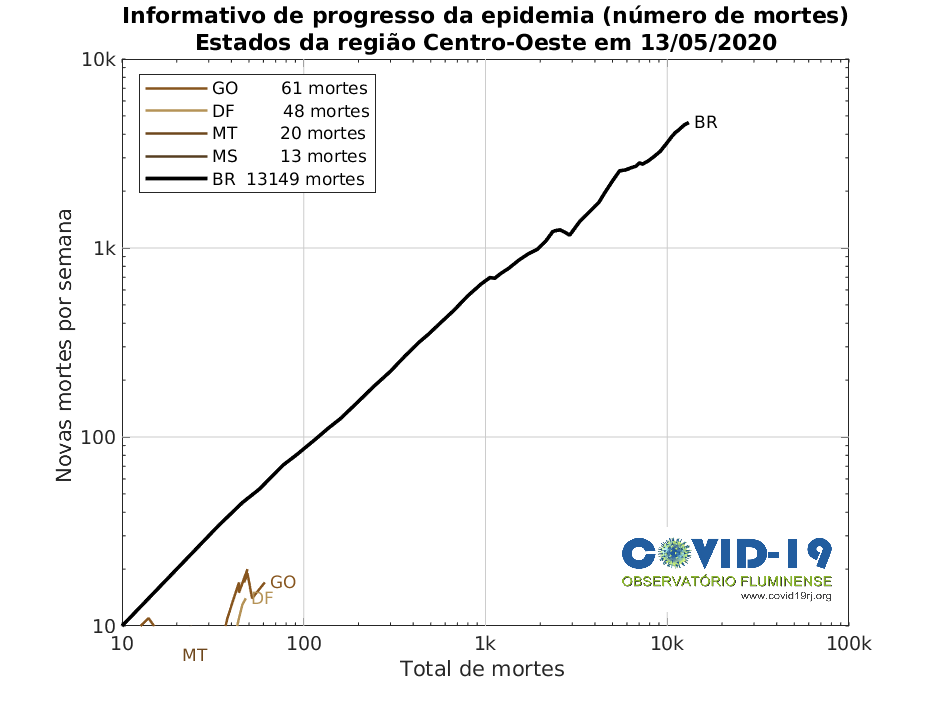 Informativo de progresso da epidemia (número de mortes)
Estados da região Centro-Oeste em 13/05/2020
10k
GO 61 mortes
DF 48 mortes
MT 20 mortes
MS 13 mortes
BR 13149 mortes
BR
1k
Novas mortes por semana
100
COVID-19
OBSERVATÓRIO FLUMINENSE
www.covid19rj.org
GO
DF
10
10 100 1k 10k 100k
MT
Total de mortes